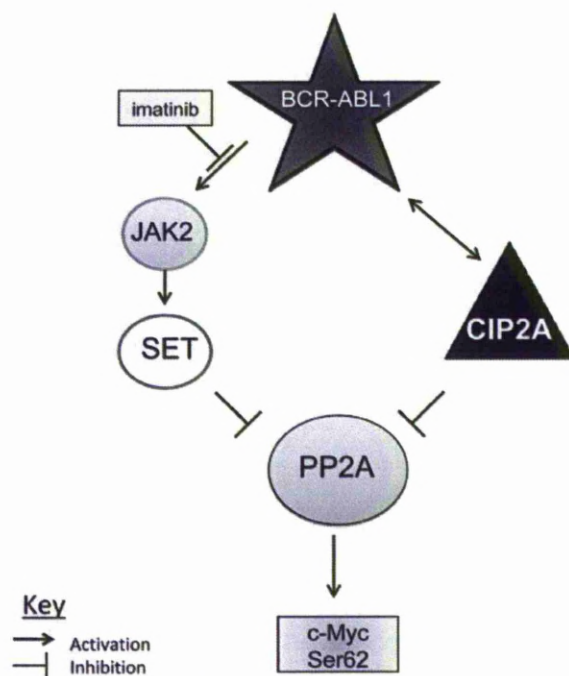 BCR-ABL1
imatinib
JAK2
CIP2A
SET
PP2A
c-Myc
Ser62
Key
Activation
Inhibition